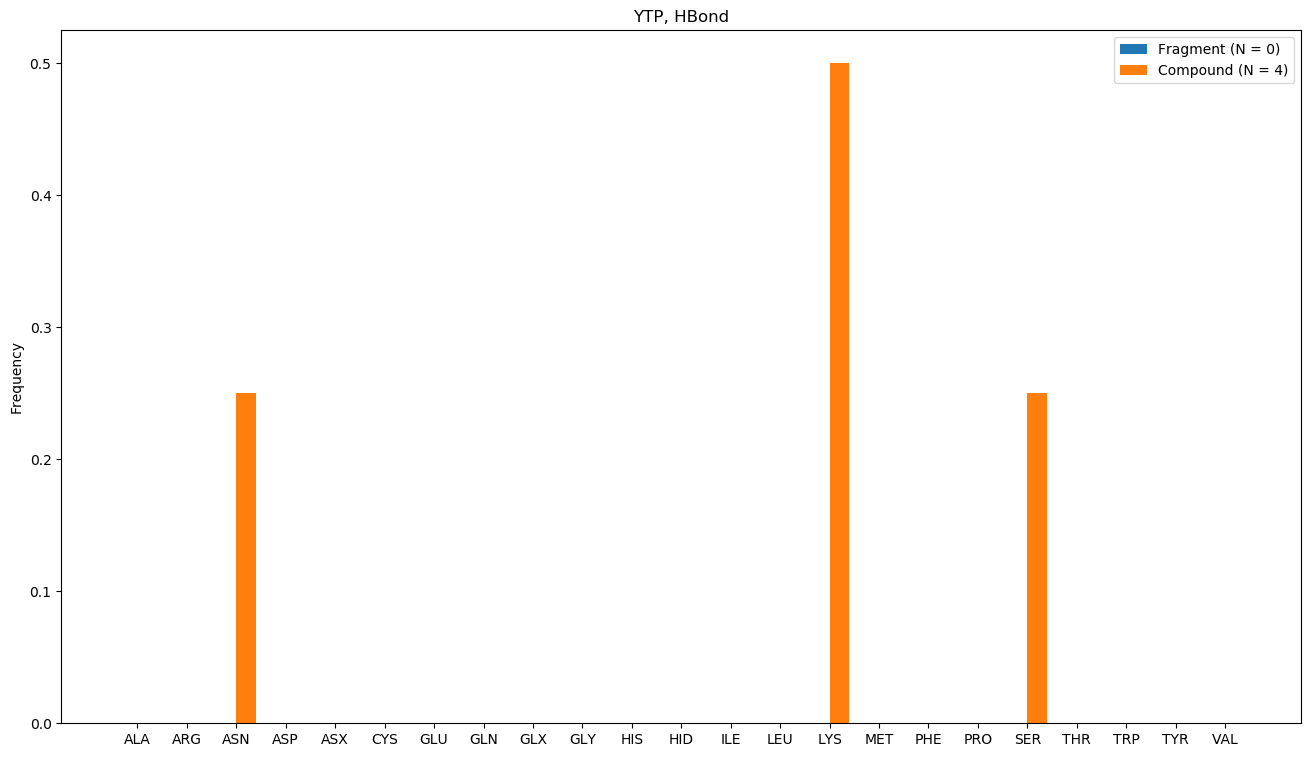 YTP, HBond
Fragment (N = 0)
Compound (N = 4)
Frequency
0.5
0.4
0.3
0.2
0.1
0.0
ALA ARG ASN ASP ASX CYS GLU GLN GLX GLY HIS HID ILE LEU LYS MET PHE PRO SER THR TRP TYR VAL